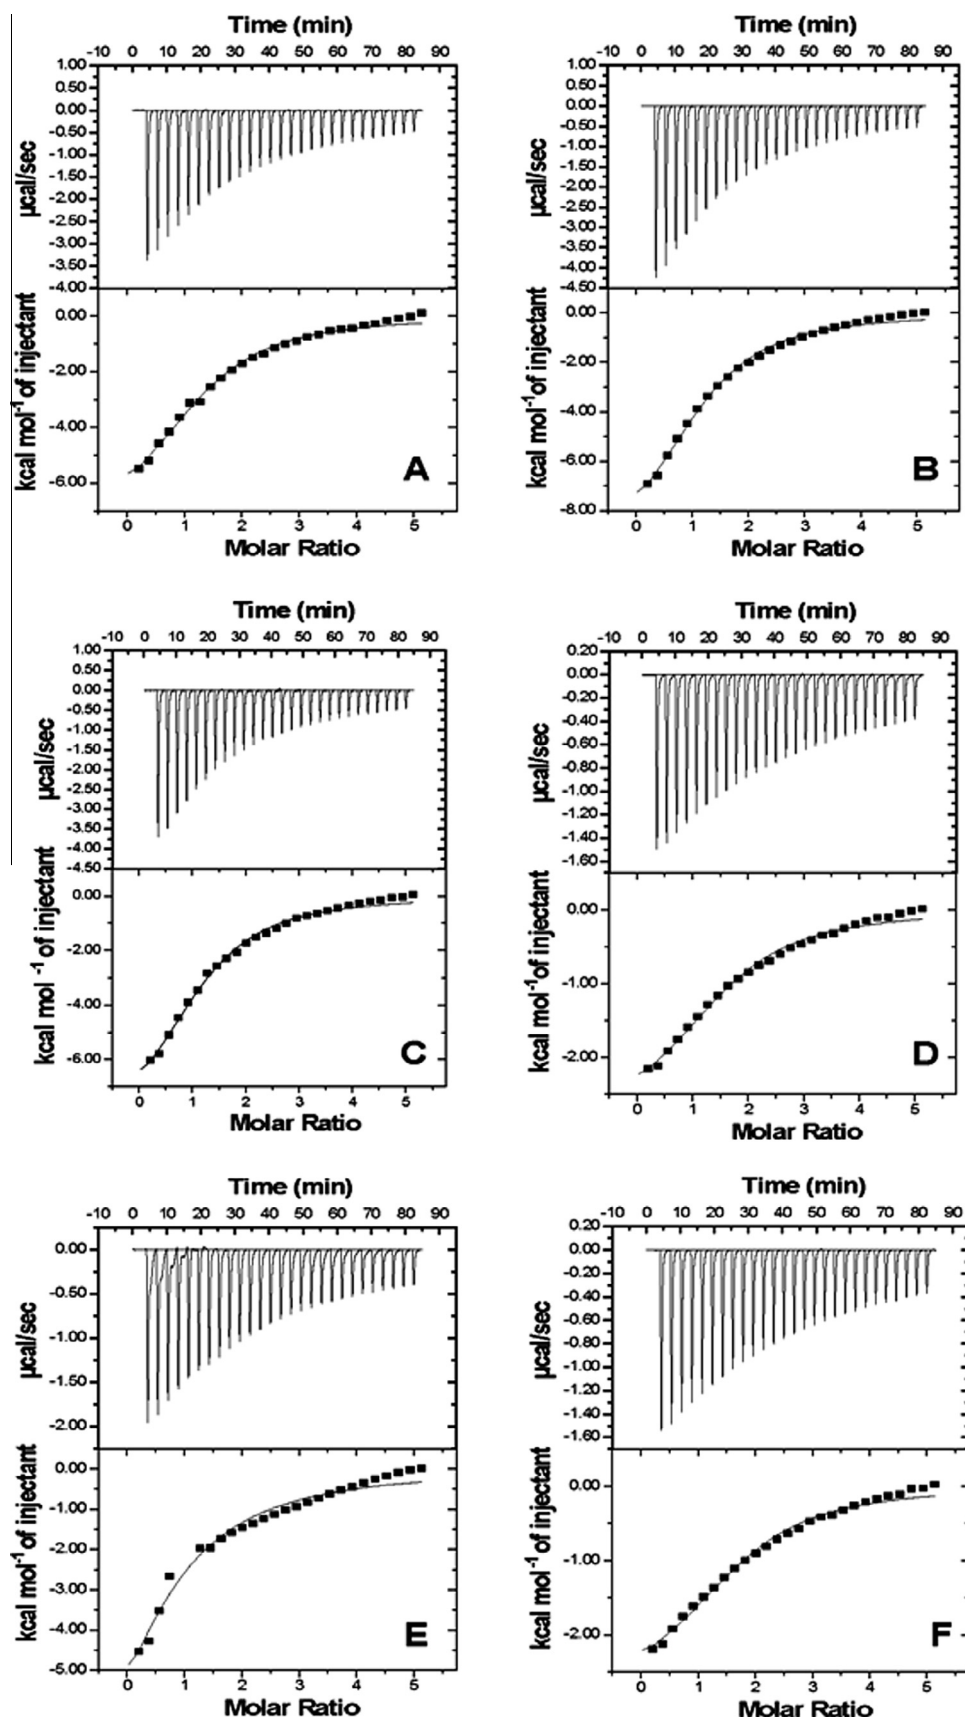 Time (min)
-10 0 10 20 30 40 50 60 70 80 90
1.00
0.50
0.00
-0.50
-1.00
-1.50
-2.00
-2.50
-3.00
-3.50
-4.00
µcal/sec
0.00
-2.00
-4.00
-6.00
kcal mol⁻¹ of injectant
A
0 1 2 3 4 5
Molar Ratio
Time (min)
-10 0 10 20 30 40 50 60 70 80 90
1.00
0.50
0.00
-0.50
-1.00
-1.50
-2.00
-2.50
-3.00
-3.50
-4.00
-4.50
µcal/sec
0.00
-2.00
-4.00
-6.00
-8.00
kcal mol⁻¹ of injectant
B
0 1 2 3 4 5
Molar Ratio
Time (min)
-10 0 10 20 30 40 50 60 70 80 90
1.00
0.50
0.00
-0.50
-1.00
-1.50
-2.00
-2.50
-3.00
-3.50
-4.00
-4.50
µcal/sec
0.00
-2.00
-4.00
-6.00
kcal mol ⁻¹ of injectant
C
0 1 2 3 4 5
Molar Ratio
Time (min)
-10 0 10 20 30 40 50 60 70 80 90
0.20
0.00
-0.20
-0.40
-0.60
-0.80
-1.00
-1.20
-1.40
-1.60
µcal/sec
0.00
-1.00
-2.00
kcal mol⁻¹ of injectant
D
0 1 2 3 4 5
Molar Ratio
Time (min)
-10 0 10 20 30 40 50 60 70 80 90
0.00
-0.50
-1.00
-1.50
-2.00
µcal/sec
0.00
-1.00
-2.00
-3.00
-4.00
-5.00
kcal mol⁻¹ of injectant
E
0 1 2 3 4 5
Molar Ratio
Time (min)
-10 0 10 20 30 40 50 60 70 80 90
0.20
0.00
-0.20
-0.40
-0.60
-0.80
-1.00
-1.20
-1.40
-1.60
µcal/sec
0.00
-1.00
-2.00
kcal mol⁻¹ of injectant
F
0 1 2 3 4 5
Molar Ratio